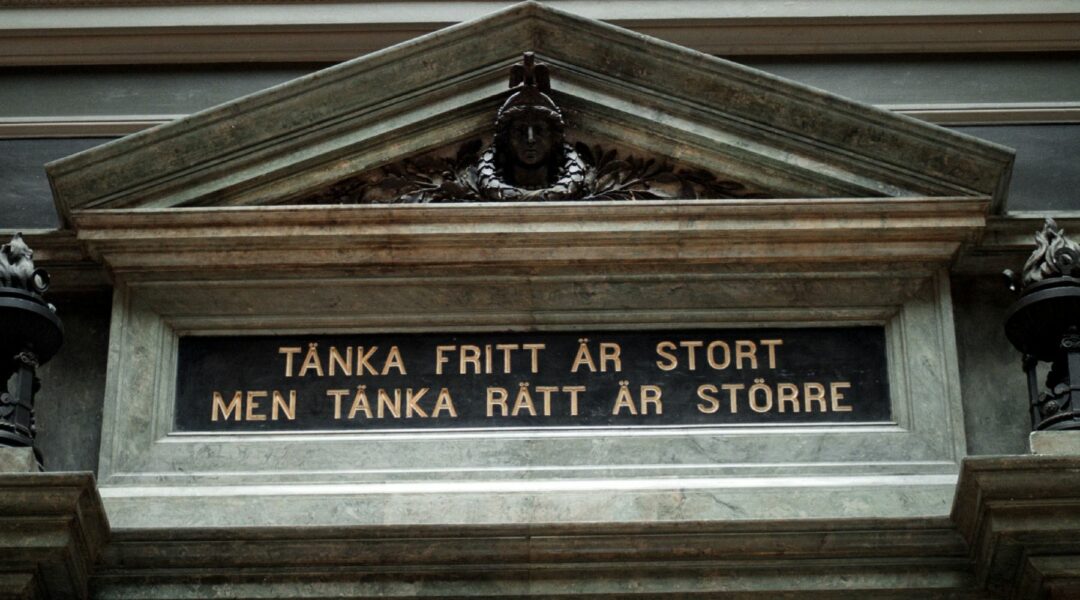 TÄNKA FRITT ÄR STORT
MEN TÄNKA RÄTT ÄR STÖRRE